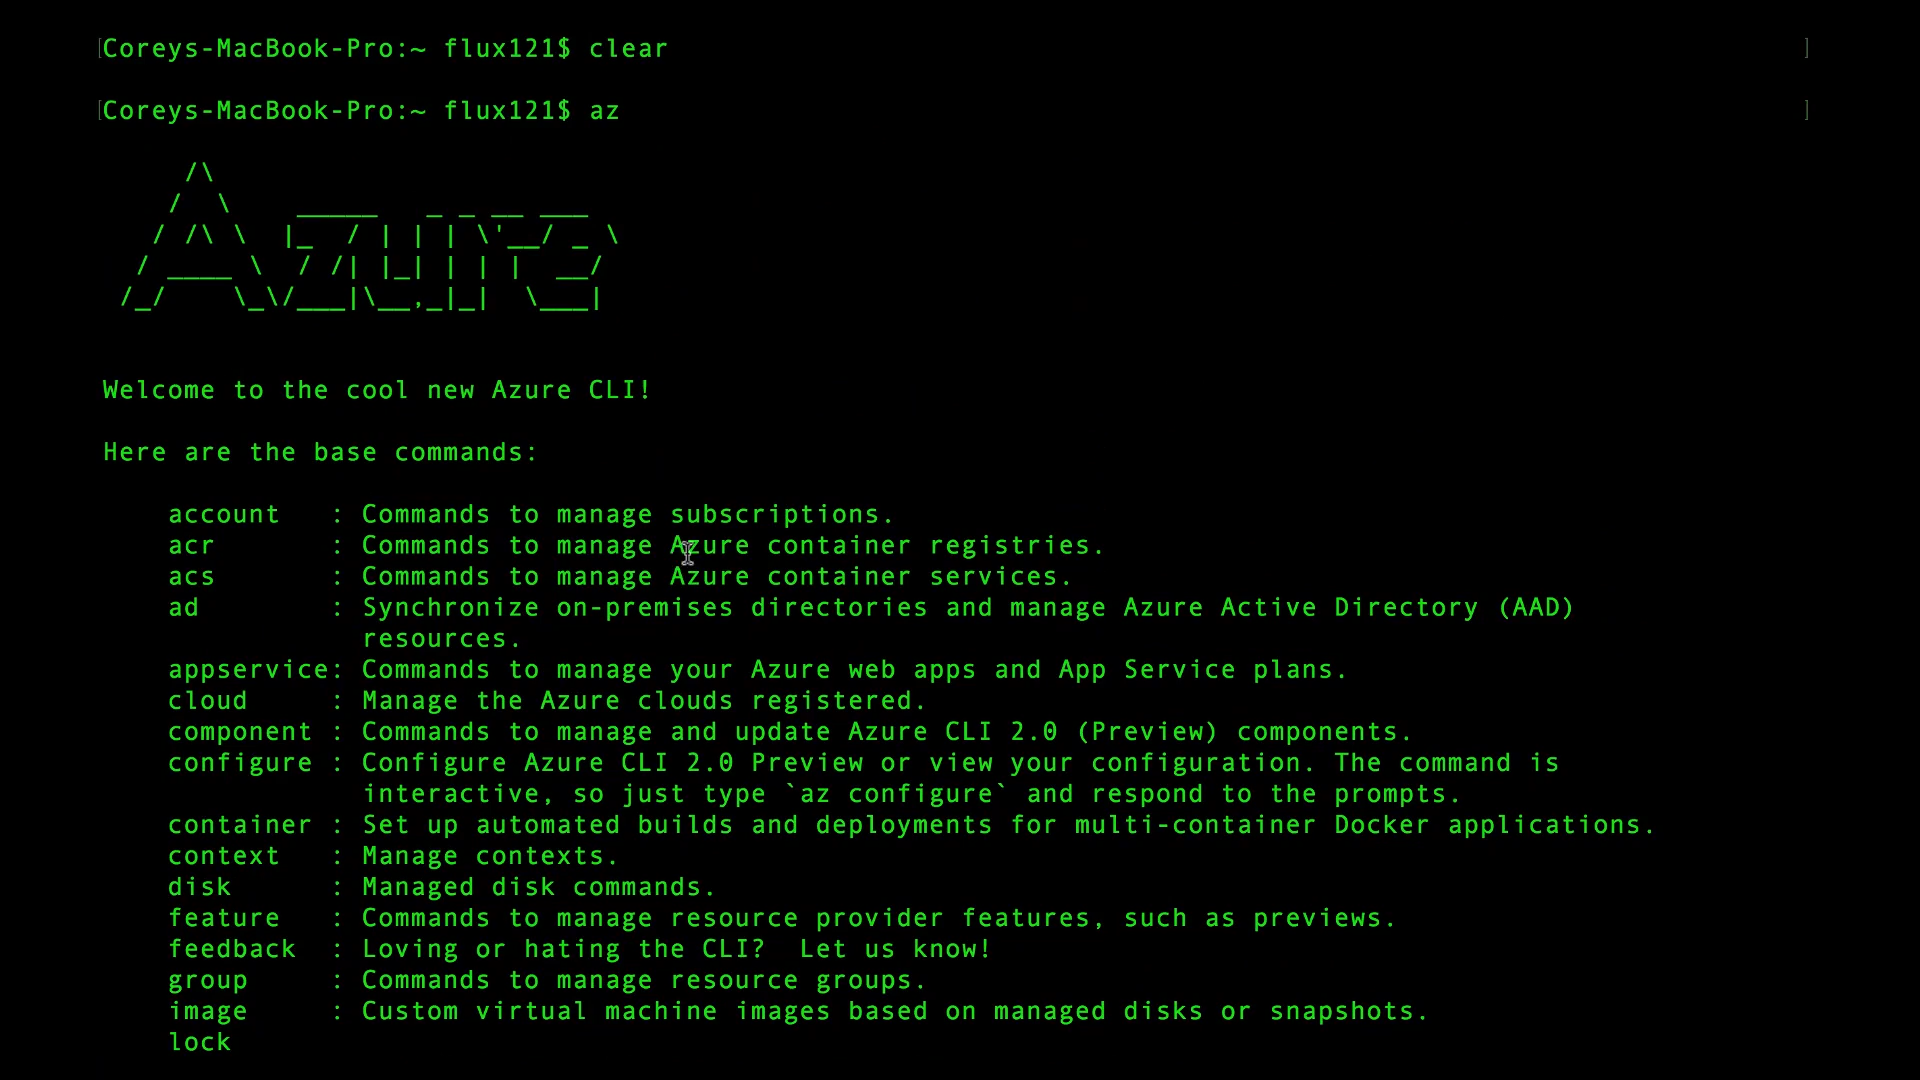 Coreys-MacBook-Pro:~ flux121$ clear
Coreys-MacBook-Pro:~ flux121$ az
Azure
Welcome to the cool new Azure CLI!
Here are the base commands:
account : Commands to manage subscriptions.
acr : Commands to manage Azure container registries.
acs : Commands to manage Azure container services.
ad : Synchronize on-premises directories and manage Azure Active Directory (AAD)
resources.
appservice: Commands to manage your Azure web apps and App Service plans.
cloud : Manage the Azure clouds registered.
component : Commands to manage and update Azure CLI 2.0 (Preview) components.
configure : Configure Azure CLI 2.0 Preview or view your configuration. The command is
interactive, so just type `az configure` and respond to the prompts.
container : Set up automated builds and deployments for multi-container Docker applications.
context : Manage contexts.
disk : Managed disk commands.
feature : Commands to manage resource provider features, such as previews.
feedback : Loving or hating the CLI?  Let us know!
group : Commands to manage resource groups.
image : Custom virtual machine images based on managed disks or snapshots.
lock